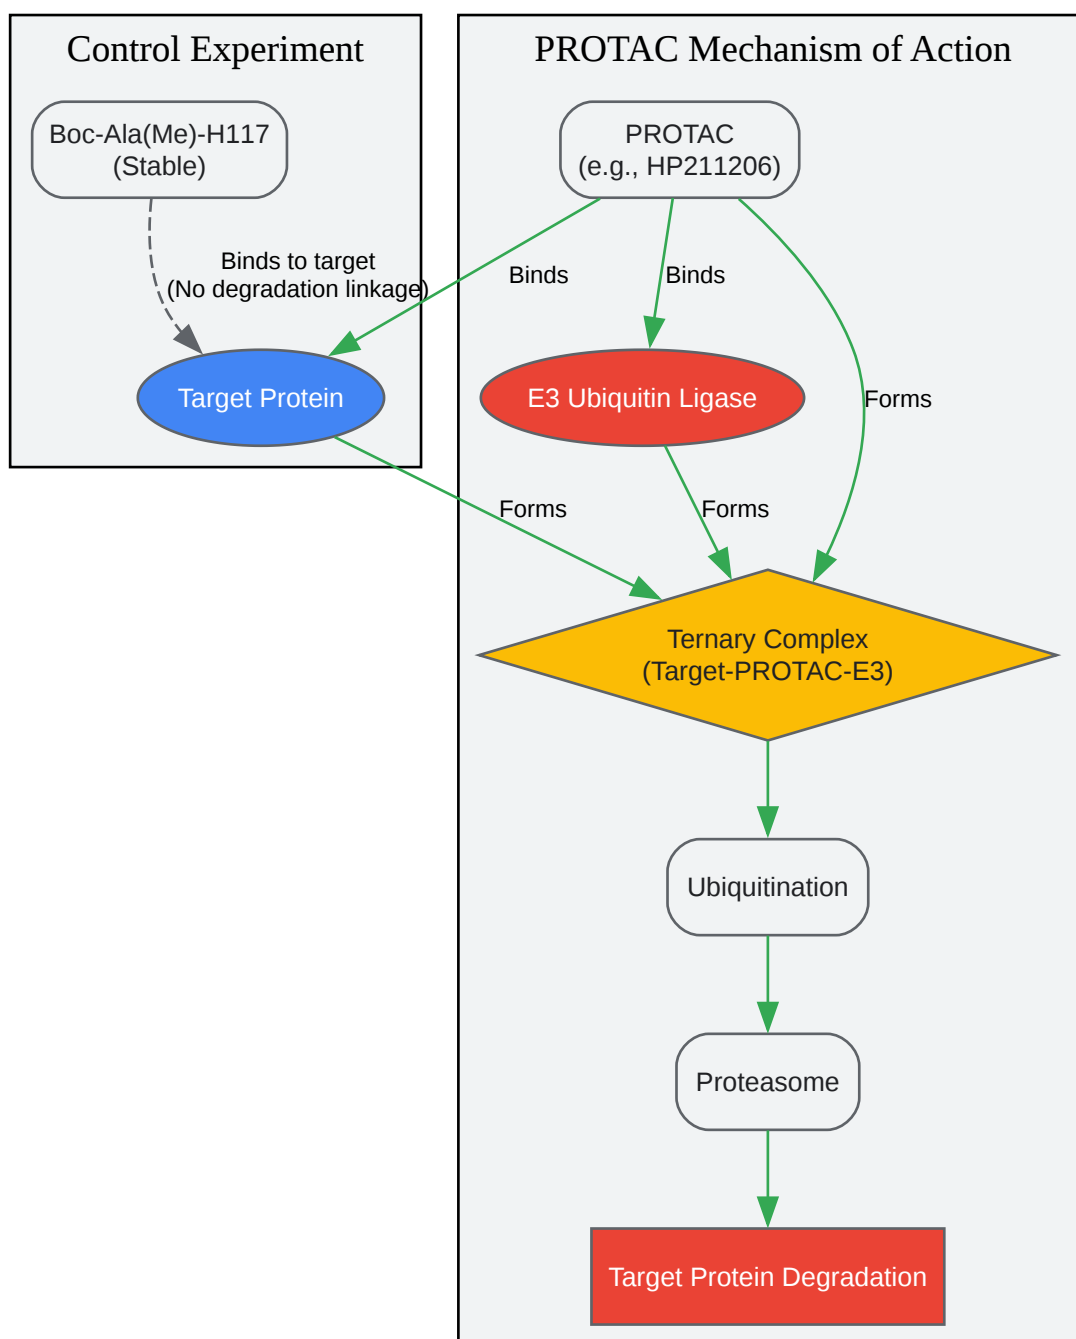 Control Experiment
PROTAC Mechanism of Action
Boc-Ala(Me)-H117
(Stable)
PROTAC
(e.g., HP211206)
Binds to target
(No degradation linkage)
Binds
Binds
Target Protein
E3 Ubiquitin Ligase
Forms
Forms
Forms
Ternary Complex
(Target-PROTAC-E3)
Ubiquitination
Proteasome
Target Protein Degradation